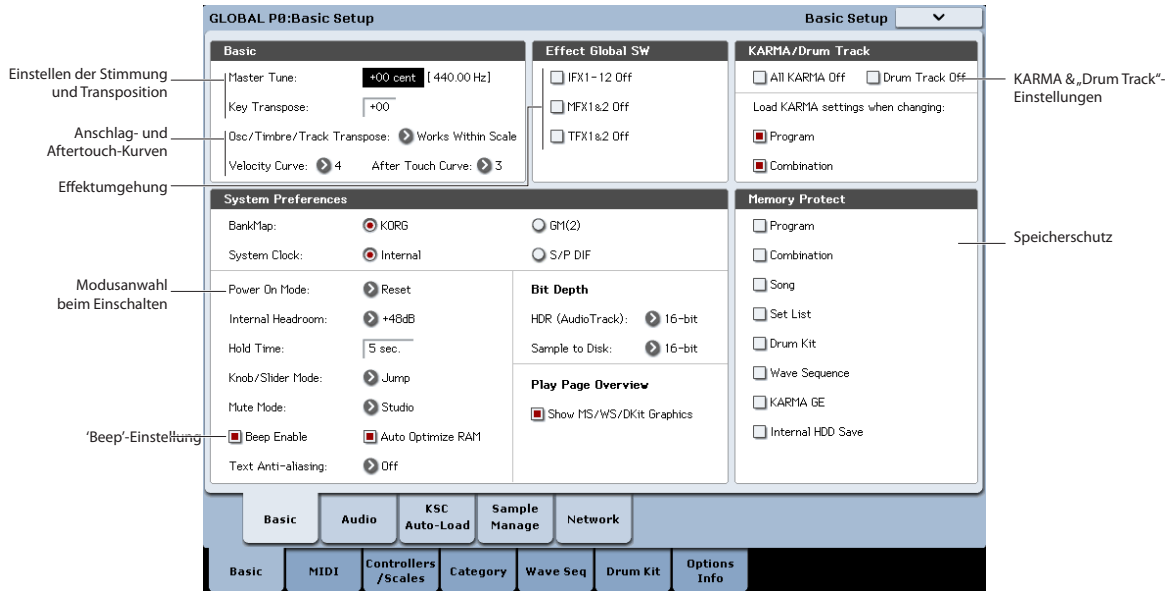 GLOBAL P0:Basic Setup
Basic Setup
Basic
Master Tune: +00 cent [ 440.00 Hz]
Key Transpose: +00
Osc/Timbre/Track Transpose: Works Within Scale
Velocity Curve: 4 After Touch Curve: 3
Effect Global SW
IFX1-12 Off
MFX1&2 Off
TFX1&2 Off
KARMA/Drum Track
All KARMA Off Drum Track Off
Load KARMA settings when changing:
Program
Combination
Einstellen der Stimmung
und Transposition
Anschlag- und
Aftertouch-Kurven
Effektumgehung
KARMA & „Drum Track“-
Einstellungen
System Preferences
BankMap: KORG GM(2)
System Clock: Internal S/P DIF
Power On Mode: Reset
Internal Headroom: +48dB
Hold Time: 5 sec.
Knob/Slider Mode: Jump
Mute Mode: Studio
Beep Enable Auto Optimize RAM
Text Anti-aliasing: Off
Bit Depth
HDR (AudioTrack): 16-bit
Sample to Disk: 16-bit
Play Page Overview
Show MS/WS/DKit Graphics
Memory Protect
Program
Combination
Song
Set List
Drum Kit
Wave Sequence
KARMA GE
Internal HDD Save
Modusanwahl
beim Einschalten
'Beep'-Einstellung
Speicherschutz
Basic
Audio
KSC
Auto-Load
Sample
Manage
Network
Basic
MIDI
Controllers
/Scales
Category
Wave Seq
Drum Kit
Options
Info